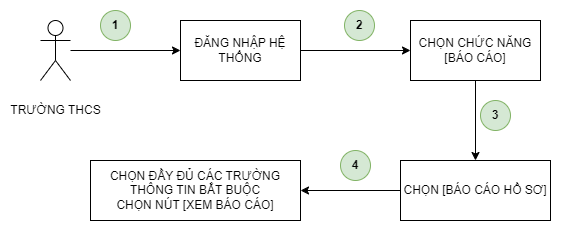 1
2
ĐĂNG NHẬP HỆ
THỐNG
CHỌN CHỨC NĂNG
[BÁO CÁO]
TRƯỜNG THCS
3
4
CHỌN ĐẦY ĐỦ CÁC TRƯỜNG
THÔNG TIN BẮT BUỘC
CHỌN NÚT [XEM BÁO CÁO]
CHỌN [BÁO CÁO HỒ SƠ]